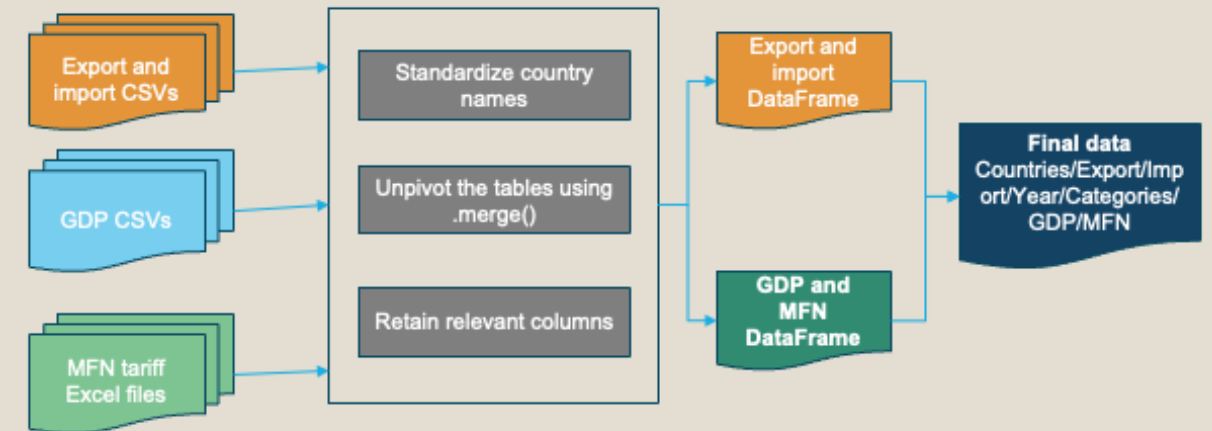 Export and
import CSVs
GDP CSVs
MFN tariff
Excel files
Standardize country
names
Unpivot the tables using
.merge()
Retain relevant columns
Export and
import
DataFrame
GDP and
MFN
DataFrame
Final data
Countries/Export/Imp
ort/Year/Categories/
GDP/MFN